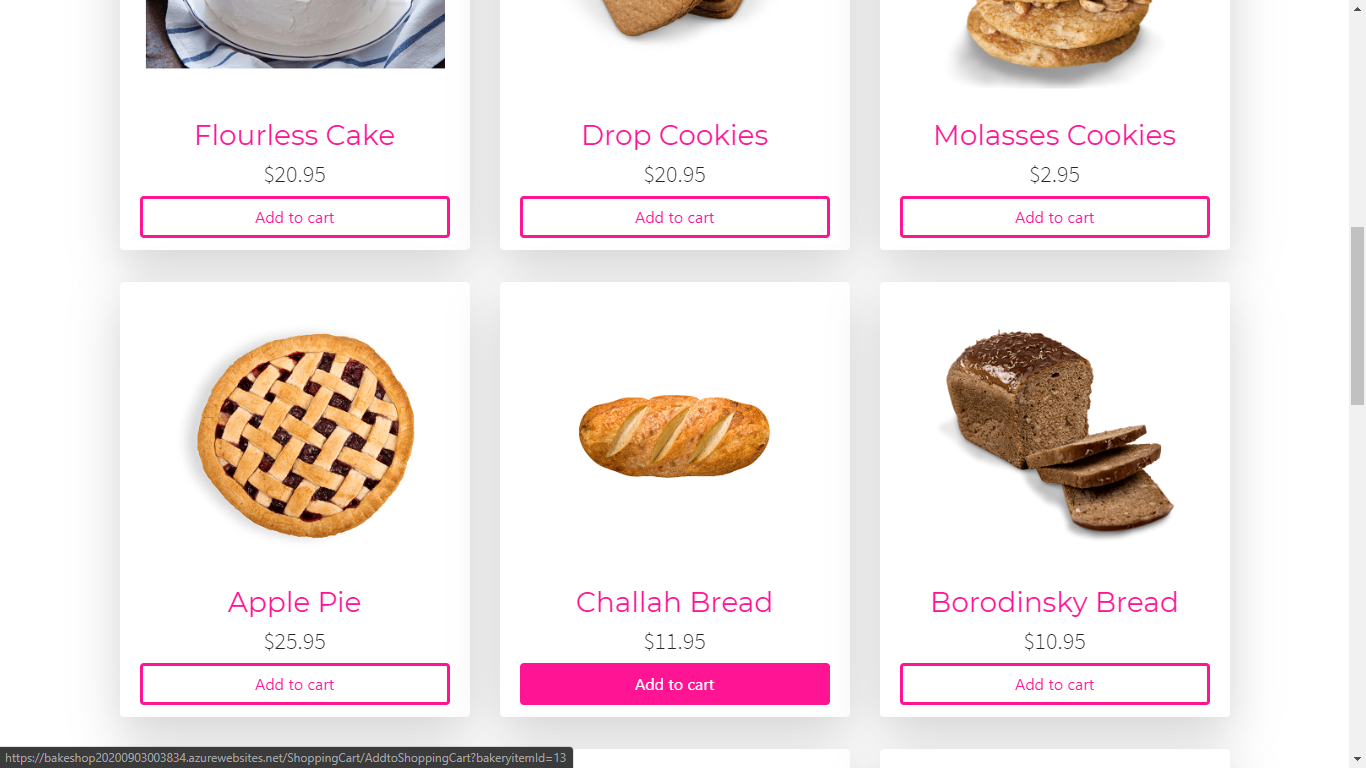 Flourless Cake
$20.95
Add to cart
Drop Cookies
$20.95
Add to cart
Molasses Cookies
$2.95
Add to cart
Apple Pie
$25.95
Add to cart
Challah Bread
$11.95
Add to cart
Borodinsky Bread
$10.95
Add to cart
https://bakeshop20200903003834.azurewebsites.net/ShoppingCart/AddtoShoppingCart?bakeryitemId=13